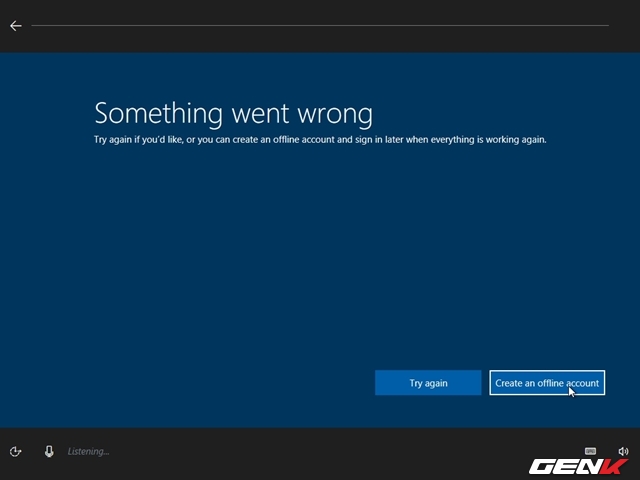 Something went wrong
Try again if you'd like, or you can create an offline account and sign in later when everything is working again.
Try again
Create an offline account
Listening...
GENK